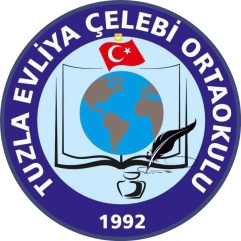 TUZLA EVLİYA ÇELEBİ ORTAOKULU
1992